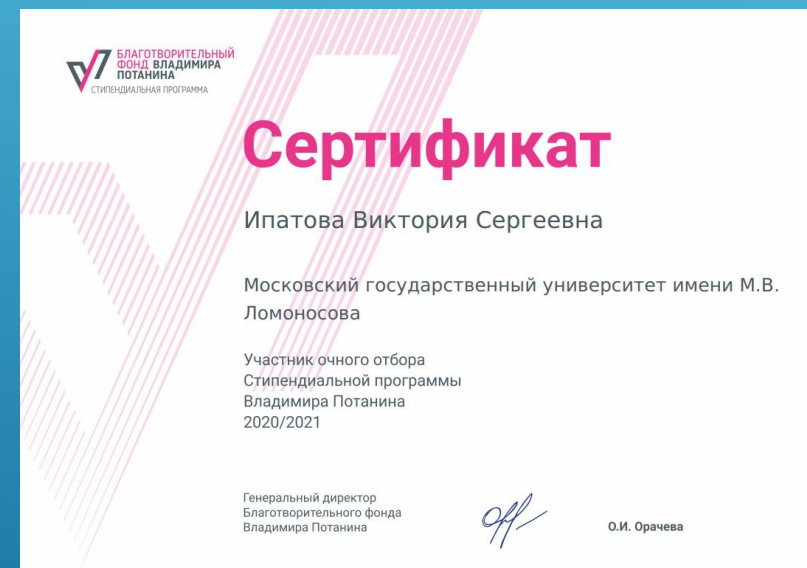 БЛАГОТВОРИТЕЛЬНЫЙ
ФОНД ВЛАДИМИРА
ПОТАНИНА
СТИПЕНДИАЛЬНАЯ ПРОГРАММА
Сертификат
Ипатова Виктория Сергеевна
Московский государственный университет имени М.В.
Ломоносова
Участник очного отбора
Стипендиальной программы
Владимира Потанина
2020/2021
Генеральный директор
Благотворительного фонда
Владимира Потанина
О.И. Орачева